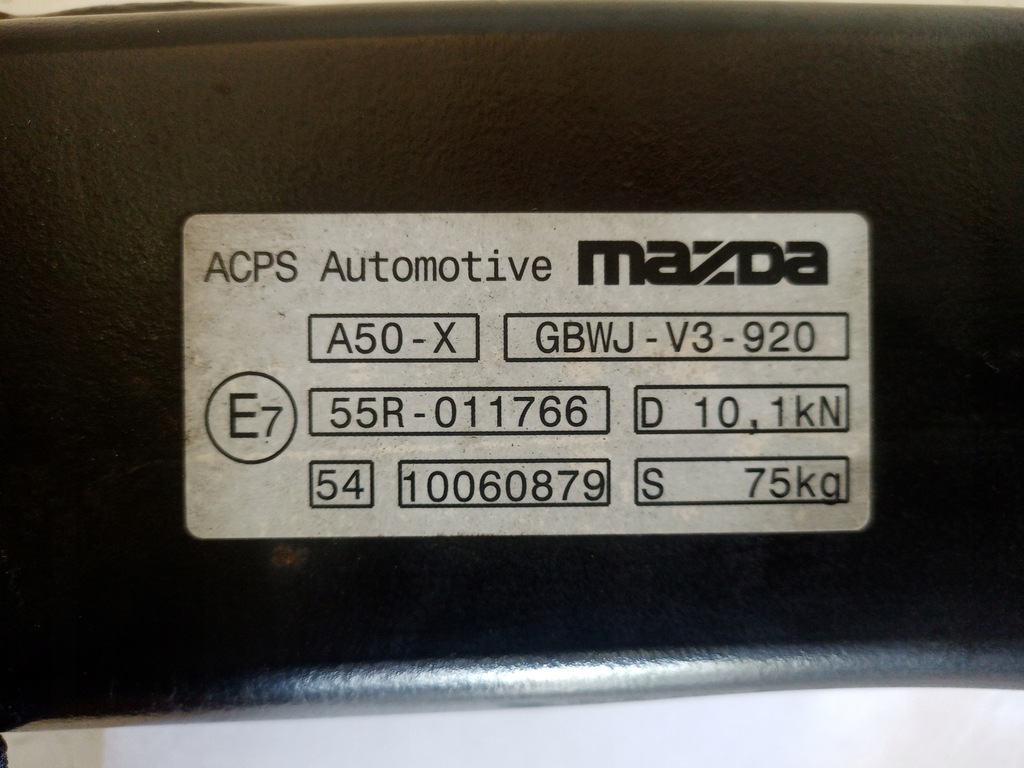 ACPS Automotive mazda
A50-X GBWJ-V3-920
E7 55R-011766 D 10,1kN
54 10060879 S 75kg